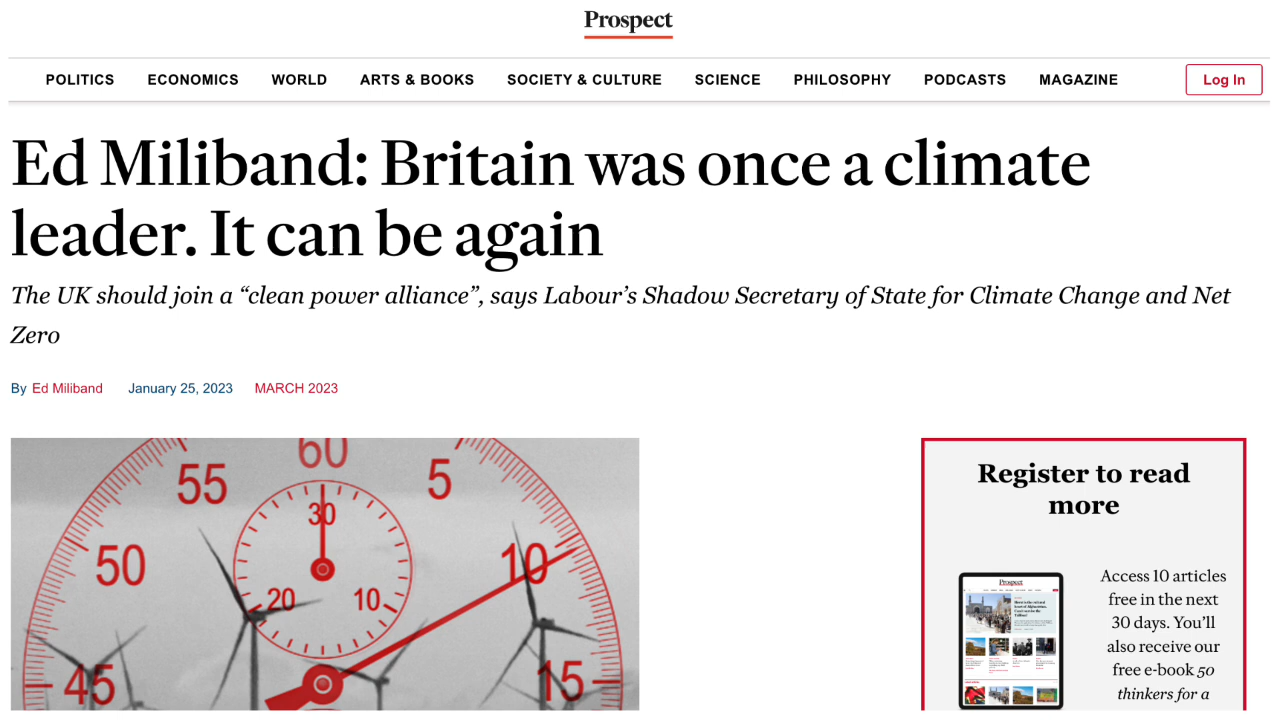 Prospect
POLITICS ECONOMICS WORLD ARTS & BOOKS SOCIETY & CULTURE SCIENCE PHILOSOPHY PODCASTS MAGAZINE Log In
Ed Miliband: Britain was once a climate
leader. It can be again
The UK should join a “clean power alliance”, says Labour’s Shadow Secretary of State for Climate Change and Net
Zero
By Ed Miliband January 25, 2023 MARCH 2023
60
55 5
30
50 10
20 10
45 15
Register to read
more
Prospect
Access 10 articles
free in the next
30 days. You’ll
also receive our
free e-book 50
thinkers for a